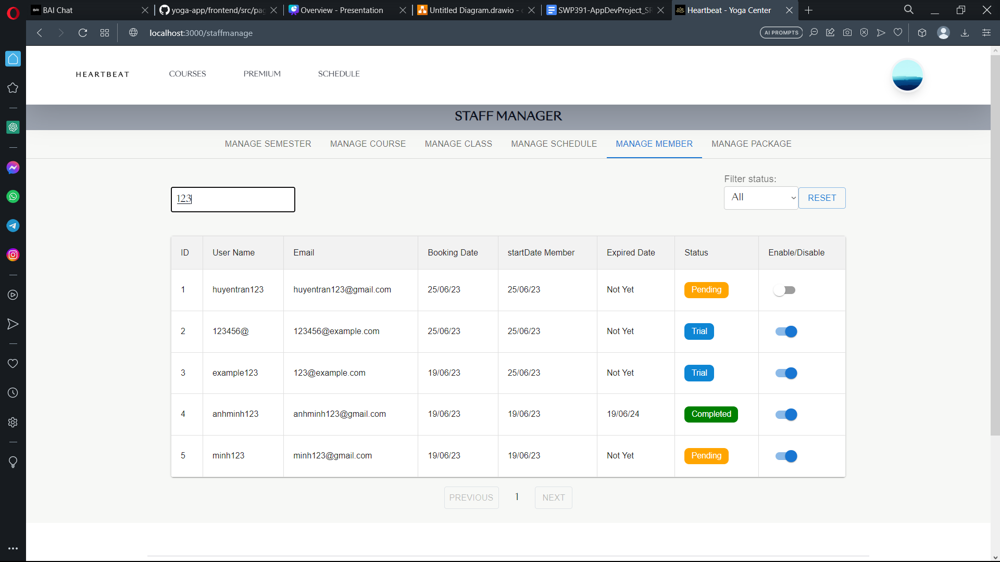 BAI Chat
yoga-app/frontend/src/pag
Overview - Presentation
Untitled Diagram.drawio -
SWP391-AppDevProject_SR
Heartbeat - Yoga Center
localhost:3000/staffmanage
AI PROMPTS
HEARTBEAT COURSES PREMIUM SCHEDULE
STAFF MANAGER
MANAGE SEMESTER MANAGE COURSE MANAGE CLASS MANAGE SCHEDULE MANAGE MEMBER MANAGE PACKAGE
Filter status:
123 All RESET
ID User Name Email Booking Date startDate Member Expired Date Status Enable/Disable
1 huyentran123 huyentran123@gmail.com 25/06/23 25/06/23 Not Yet Pending
2 123456@ 123456@example.com 25/06/23 25/06/23 Not Yet Trial
3 example123 123@example.com 19/06/23 25/06/23 Not Yet Trial
4 anhminh123 anhminh123@gmail.com 19/06/23 19/06/23 19/06/24 Completed
5 minh123 minh123@gmail.com 19/06/23 19/06/23 Not Yet Pending
PREVIOUS 1 NEXT